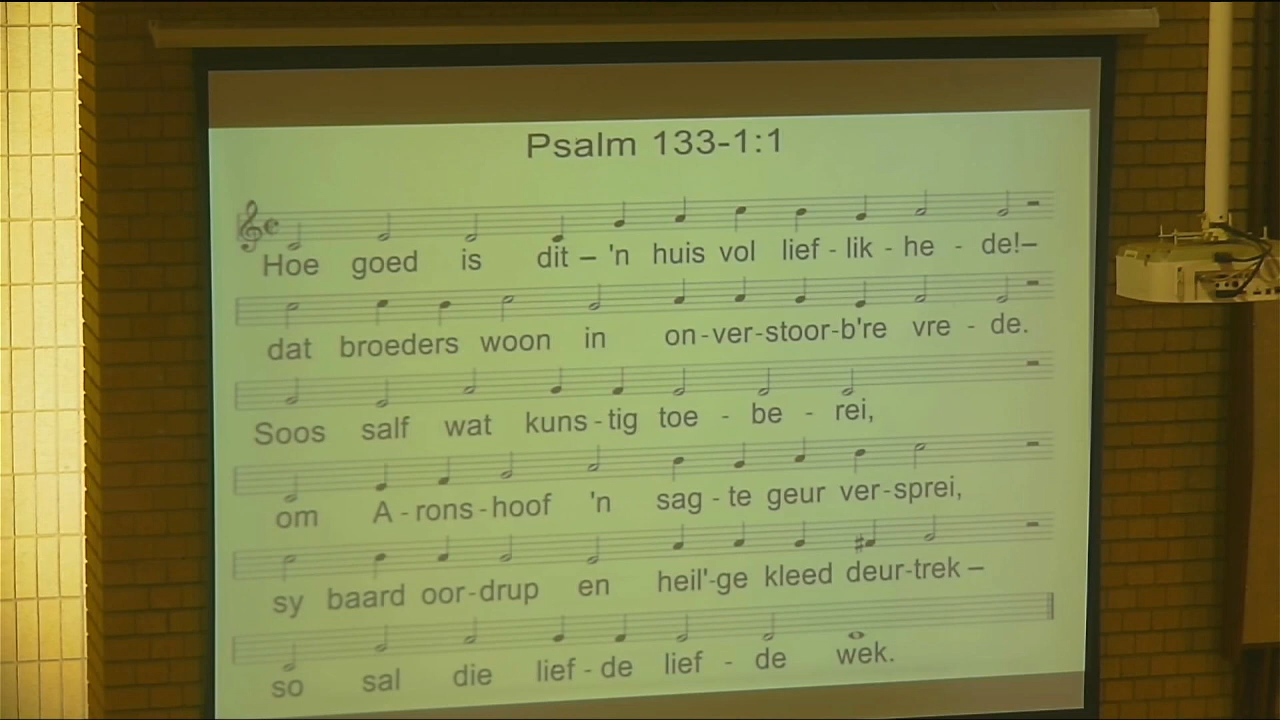 Psalm 133-1:1
Hoe goed is dit – 'n huis vol lief - lik - he - de!–
dat broeders woon in on-ver-stoor-b're vre - de.
Soos salf wat kuns - tig toe - be - rei,
om A - rons - hoof 'n sag - te geur ver-sprei,
sy baard oor-drup en heil'-ge kleed deur-trek –
so sal die lief - de lief - de wek.